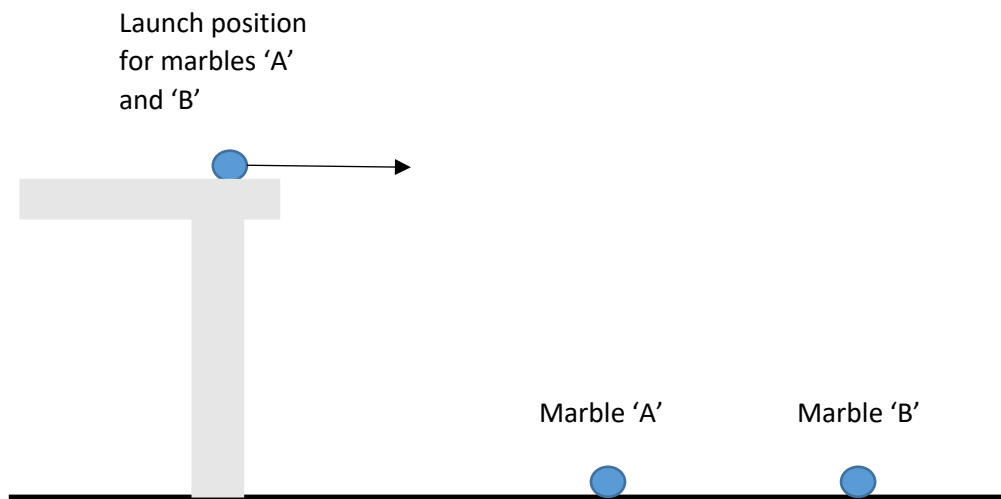 Launch position
for marbles ‘A’
and ‘B’
Marble ‘A’
Marble ‘B’